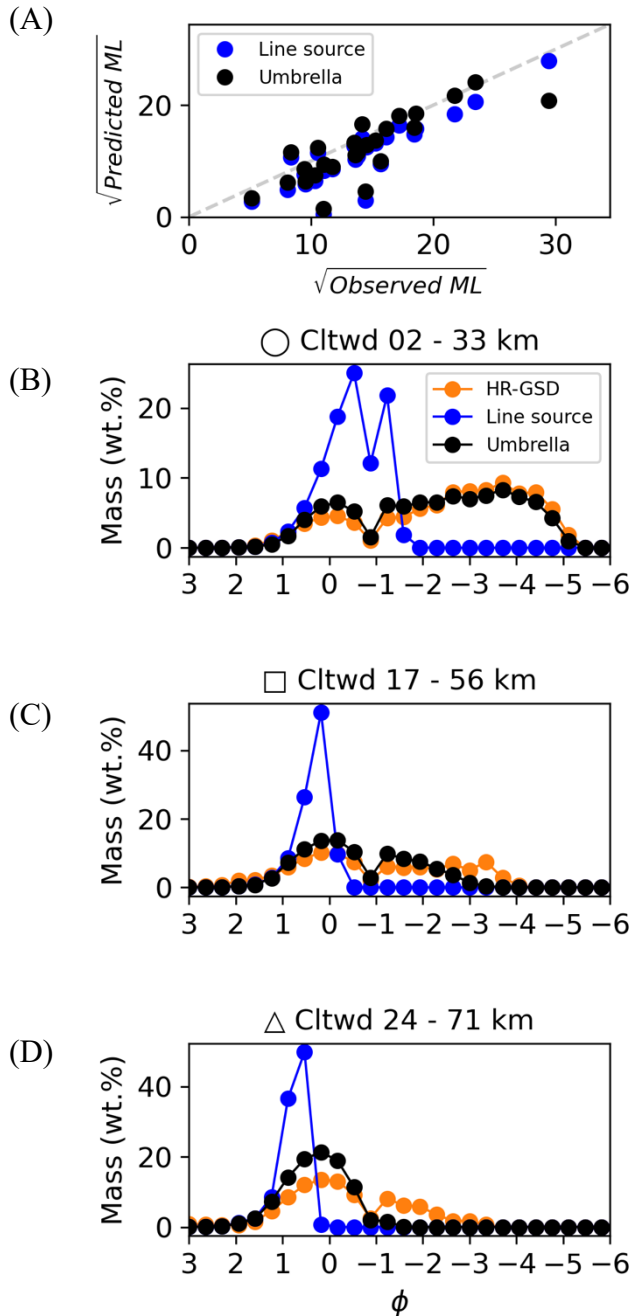 (A)
√Predicted ML
20
0
Line source
Umbrella
0 10 20 30
√Observed ML
(B)
○ Cltwd 02 - 33 km
Mass (wt.%)
20
10
0
HR-GSD
Line source
Umbrella
3 2 1 0 −1 −2 −3 −4 −5 −6
(C)
□ Cltwd 17 - 56 km
Mass (wt.%)
40
20
0
3 2 1 0 −1 −2 −3 −4 −5 −6
(D)
△ Cltwd 24 - 71 km
Mass (wt.%)
40
20
0
3 2 1 0 −1 −2 −3 −4 −5 −6
ϕ